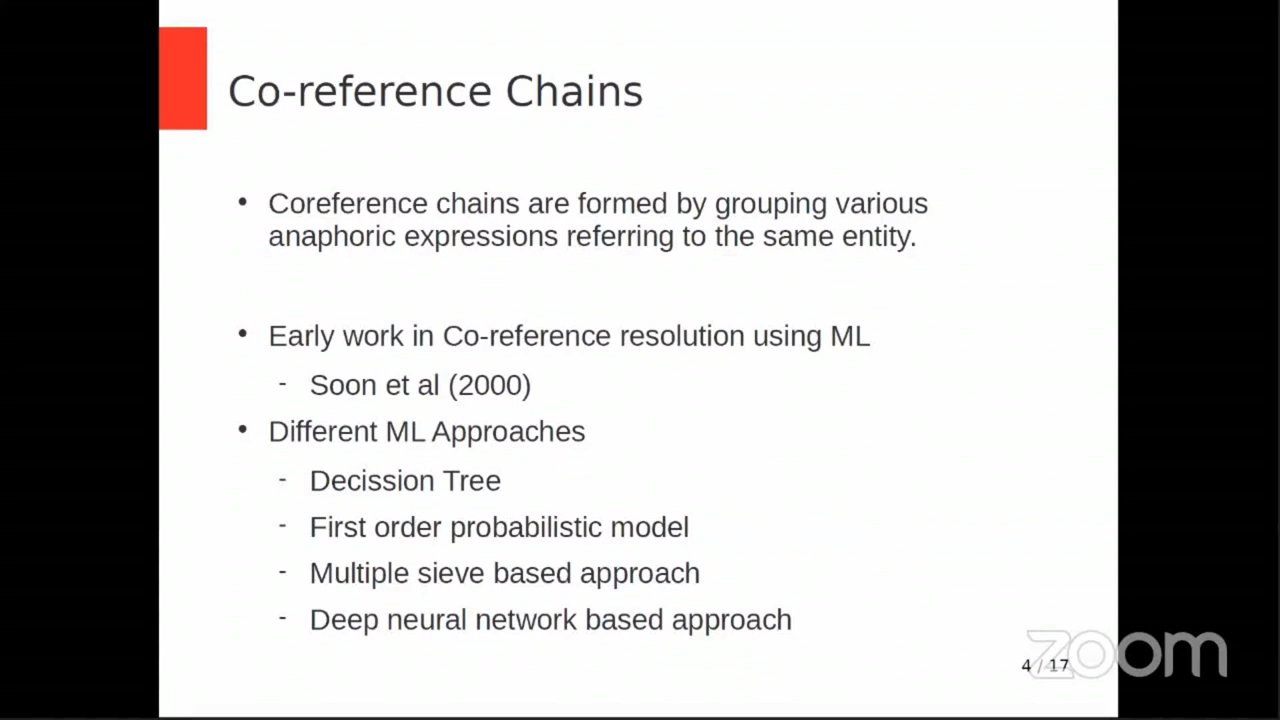 Co-reference Chains
• Coreference chains are formed by grouping various
anaphoric expressions referring to the same entity.
• Early work in Co-reference resolution using ML
- Soon et al (2000)
• Different ML Approaches
- Decission Tree
- First order probabilistic model
- Multiple sieve based approach
- Deep neural network based approach
4 / 17
zoom